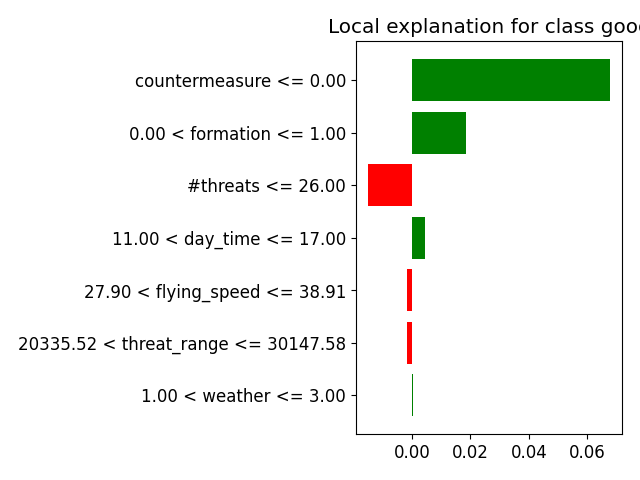 Local explanation for class good
countermeasure <= 0.00
0.00 < formation <= 1.00
#threats <= 26.00
11.00 < day_time <= 17.00
27.90 < flying_speed <= 38.91
20335.52 < threat_range <= 30147.58
1.00 < weather <= 3.00
0.00 0.02 0.04 0.06